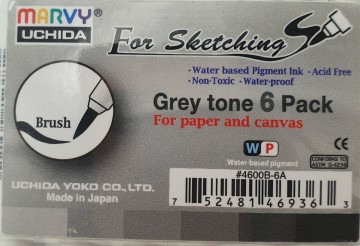 MARVY®
UCHIDA
For Sketching
· Water based Pigment Ink · Acid Free
· Non-Toxic · Water-proof
Grey tone 6 Pack
For paper and canvas
Brush
WP
Water-based pigment
CE
CONFORMS TO
UCHIDA YOKO CO., LTD.
Made in Japan
#4600B-6A
7 52481 46936 3